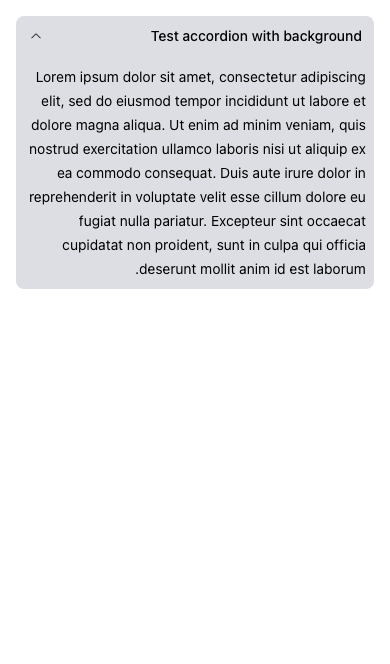 Test accordion with background
Lorem ipsum dolor sit amet, consectetur adipiscing
elit, sed do eiusmod tempor incididunt ut labore et
dolore magna aliqua. Ut enim ad minim veniam, quis
nostrud exercitation ullamco laboris nisi ut aliquip ex
ea commodo consequat. Duis aute irure dolor in
reprehenderit in voluptate velit esse cillum dolore eu
fugiat nulla pariatur. Excepteur sint occaecat
cupidatat non proident, sunt in culpa qui officia
.deserunt mollit anim id est laborum